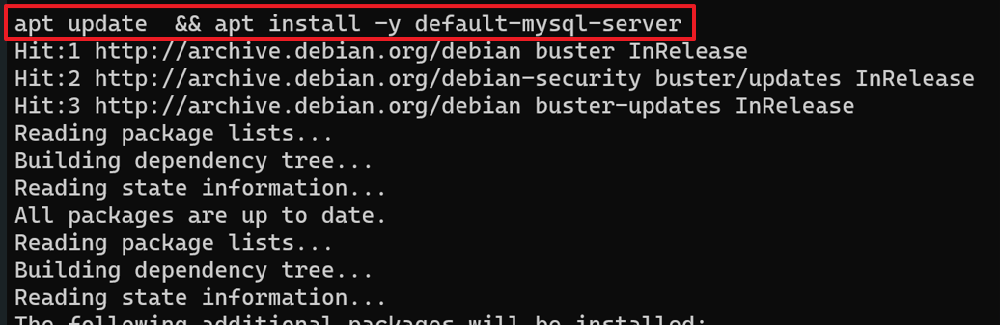 apt update  && apt install -y default-mysql-server
Hit:1 http://archive.debian.org/debian buster InRelease
Hit:2 http://archive.debian.org/debian-security buster/updates InRelease
Hit:3 http://archive.debian.org/debian buster-updates InRelease
Reading package lists...
Building dependency tree...
Reading state information...
All packages are up to date.
Reading package lists...
Building dependency tree...
Reading state information...
The following additional packages will be installed: